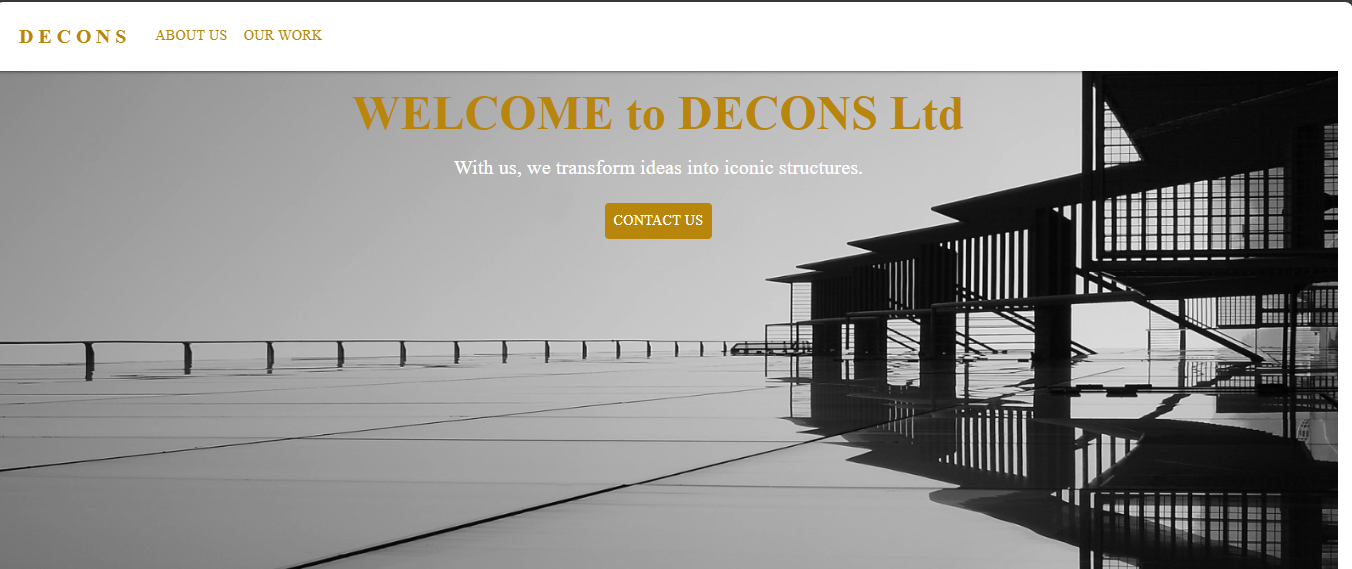 DECONS ABOUT US OUR WORK
WELCOME to DECONS Ltd
With us, we transform ideas into iconic structures.
CONTACT US